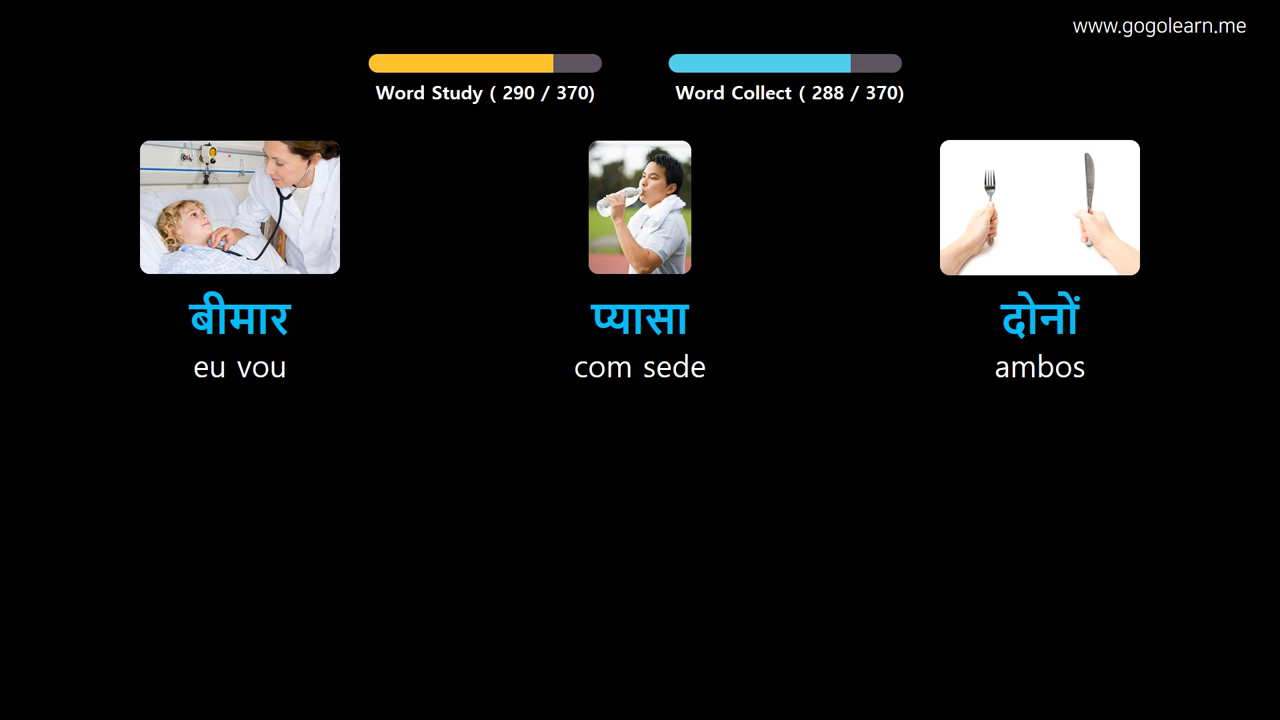 www.gogolearn.me
Word Study ( 290 / 370)
Word Collect ( 288 / 370)
बीमार
eu vou
प्यासा
com sede
दोनों
ambos